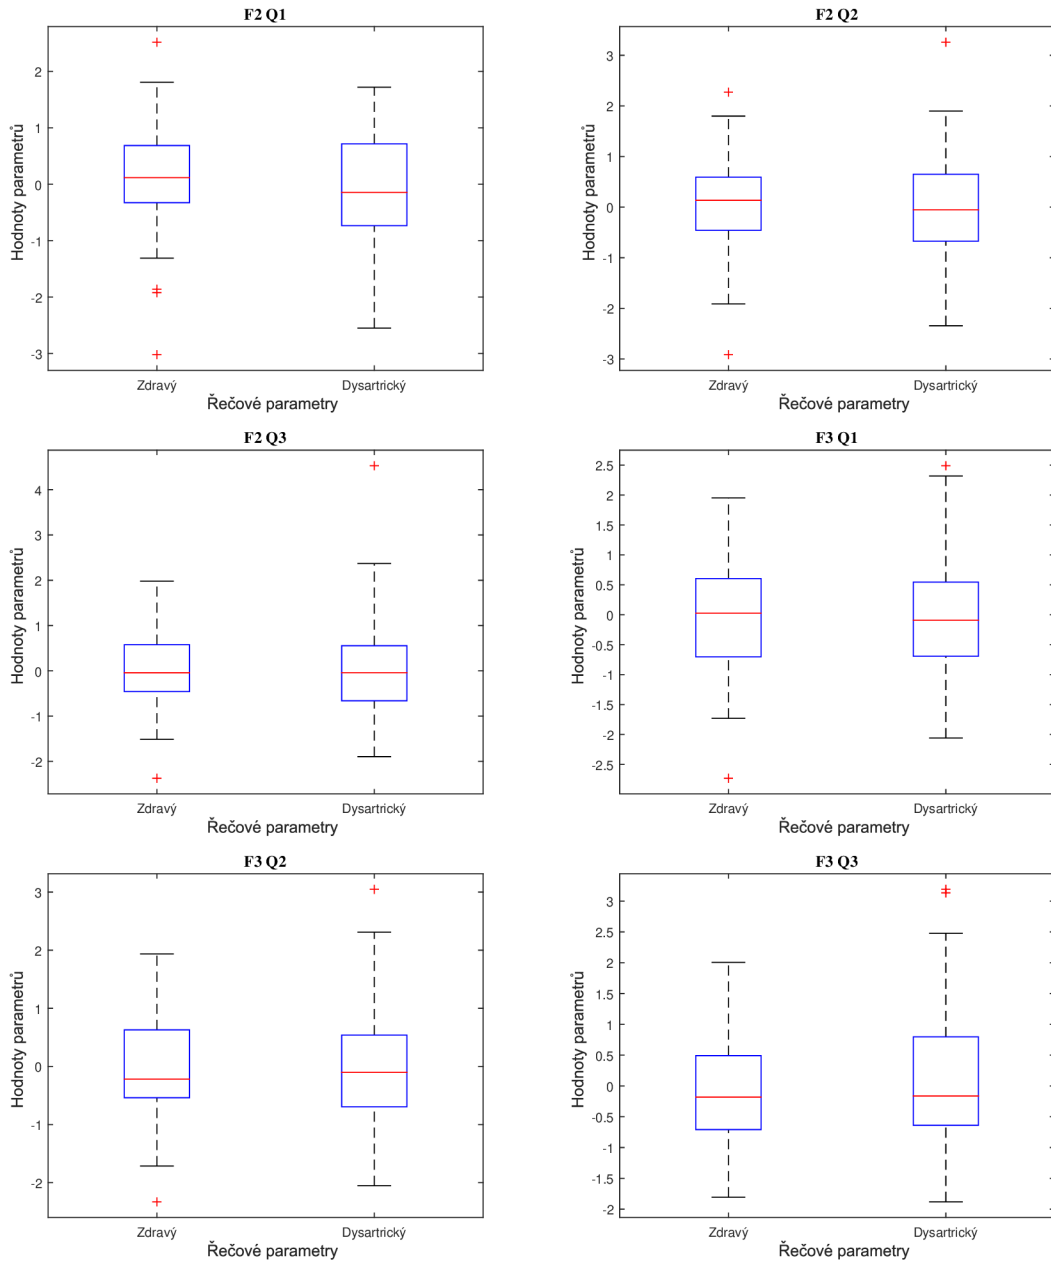 F2 Q1
2
1
0
-1
-2
-3
Hodnoty parametrů
Zdravý Dysartrický
Řečové parametry
F2 Q2
3
2
1
0
-1
-2
-3
Hodnoty parametrů
Zdravý Dysartrický
Řečové parametry
F2 Q3
4
3
2
1
0
-1
-2
Hodnoty parametrů
Zdravý Dysartrický
Řečové parametry
F3 Q1
2.5
2
1.5
1
0.5
0
-0.5
-1
-1.5
-2
-2.5
Hodnoty parametrů
Zdravý Dysartrický
Řečové parametry
F3 Q2
3
2
1
0
-1
-2
Hodnoty parametrů
Zdravý Dysartrický
Řečové parametry
F3 Q3
3
2.5
2
1.5
1
0.5
0
-0.5
-1
-1.5
-2
Hodnoty parametrů
Zdravý Dysartrický
Řečové parametry